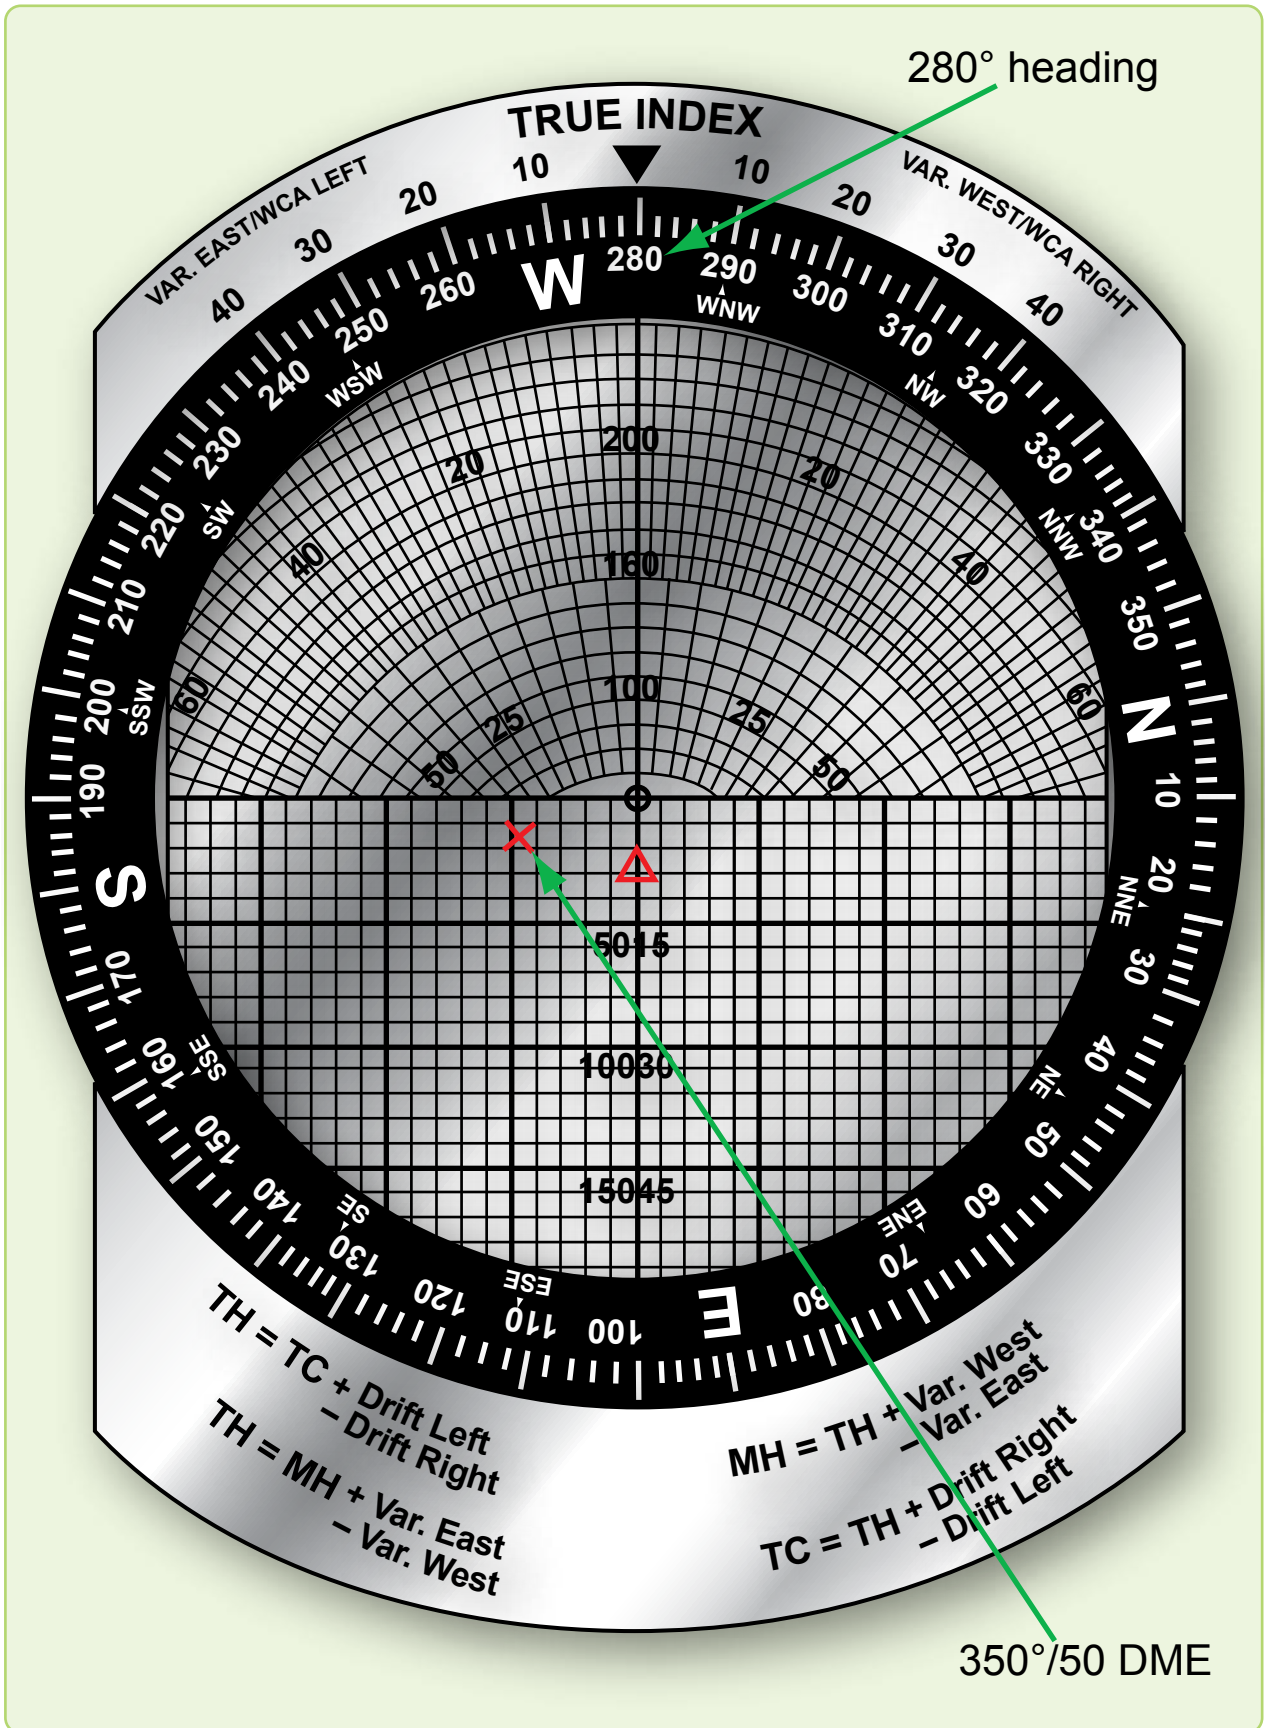 280° heading
TRUE INDEX
VAR. EAST/WCA LEFT
40
30
20
10
10
20
30
40
VAR. WEST/WCA RIGHT
280
290
WNW
300
310
NW
320
330
NNW
340
350
N
10
20
NNE
30
40
NE
50
60
ENE
70
80
E
100
110
ESE
120
130
SE
140
150
160
SSE
170
S
190
200
SSW
210
220
SW
230
240
250
WSW
260
W
200
20
20
160
40
40
100
60
60
25
25
50
50
5015
10030
15045
TH = TC + Drift Left
– Drift Right
TH = MH + Var. East
– Var. West
MH = TH + Var. West
– Var. East
TC = TH + Drift Right
– Drift Left
350°/50 DME